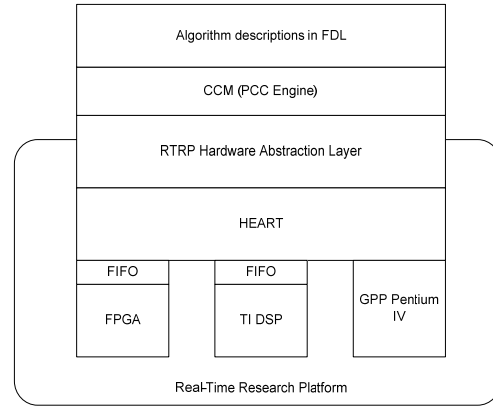 Algorithm descriptions in FDL
CCM (PCC Engine)
RTRP Hardware Abstraction Layer
HEART
FIFO
FIFO
FPGA
TI DSP
GPP Pentium
IV
Real-Time Research Platform